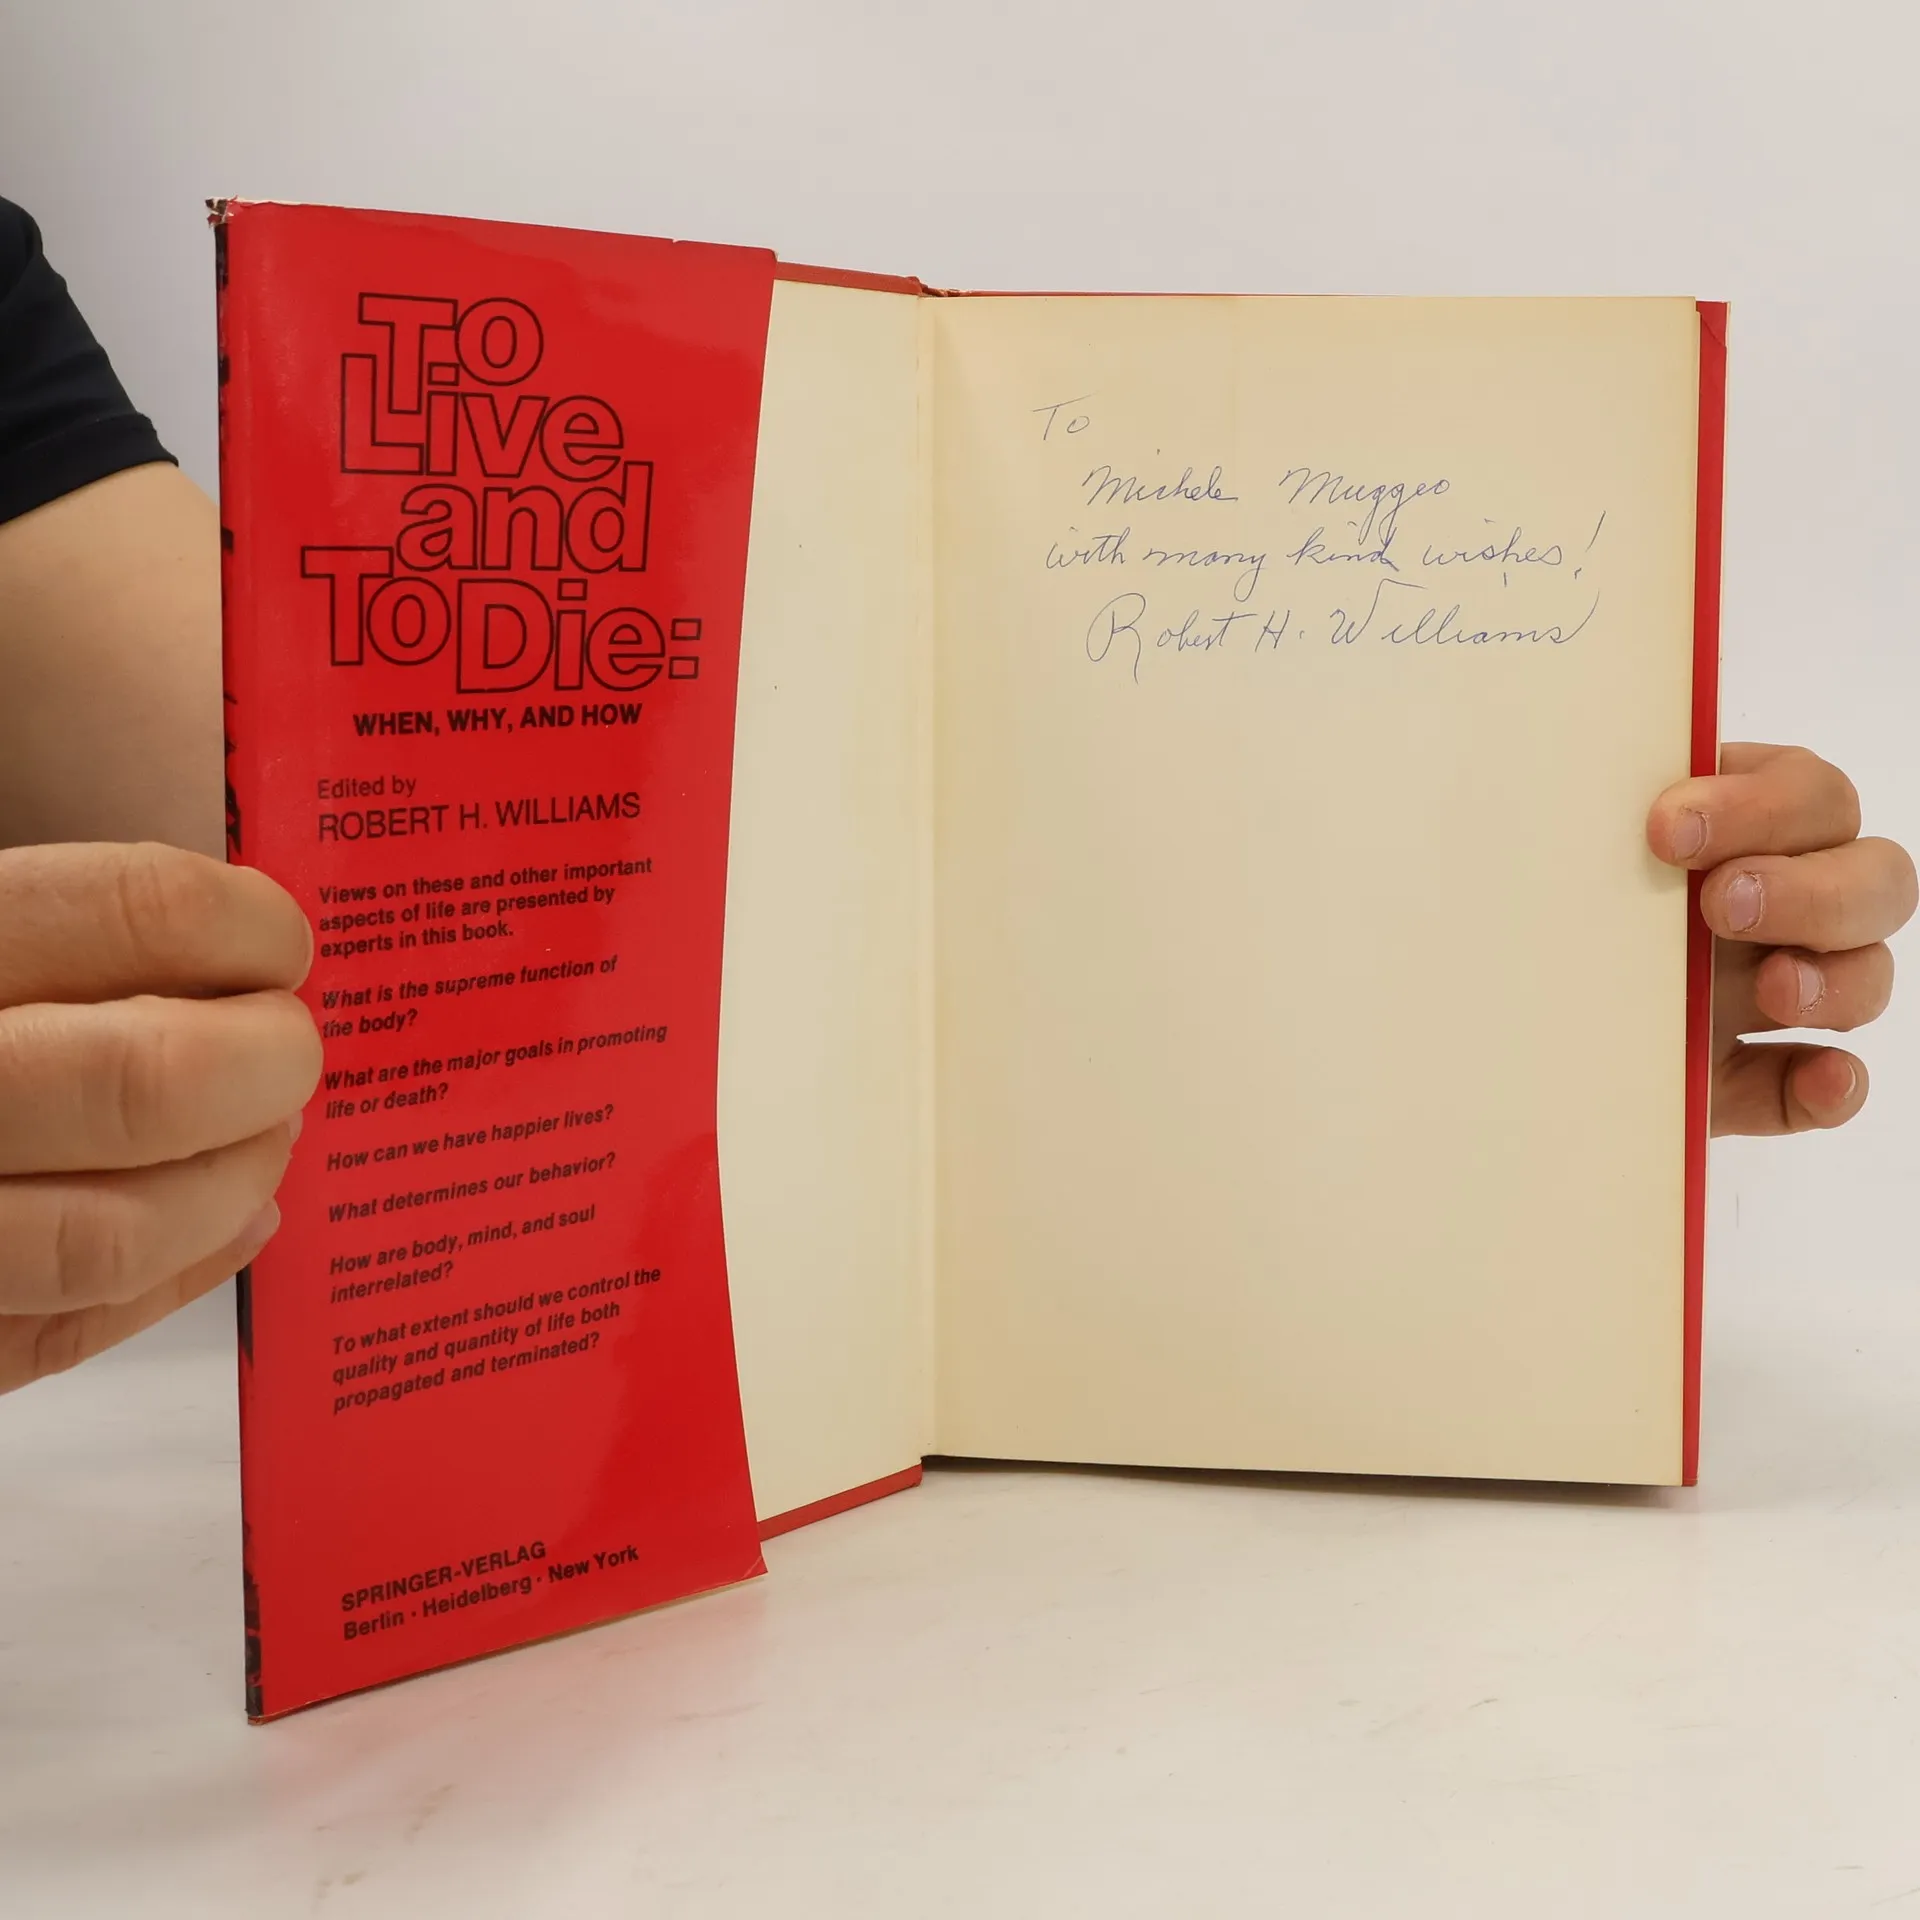 To
Live
and
To Die:
WHEN, WHY, AND HOW
Edited by
ROBERT H. WILLIAMS
Views on these and other important
aspects of life are presented by
experts in this book.
What is the supreme function of
the body?
What are the major goals in promoting
life or death?
How can we have happier lives?
What determines our behavior?
How are body, mind, and soul
interrelated?
To what extent should we control the
quality and quantity of life both
propagated and terminated?
SPRINGER-VERLAG
Berlin · Heidelberg · New York
To
Michele Muggeo
with many kind wishes!
Robert H. Williams